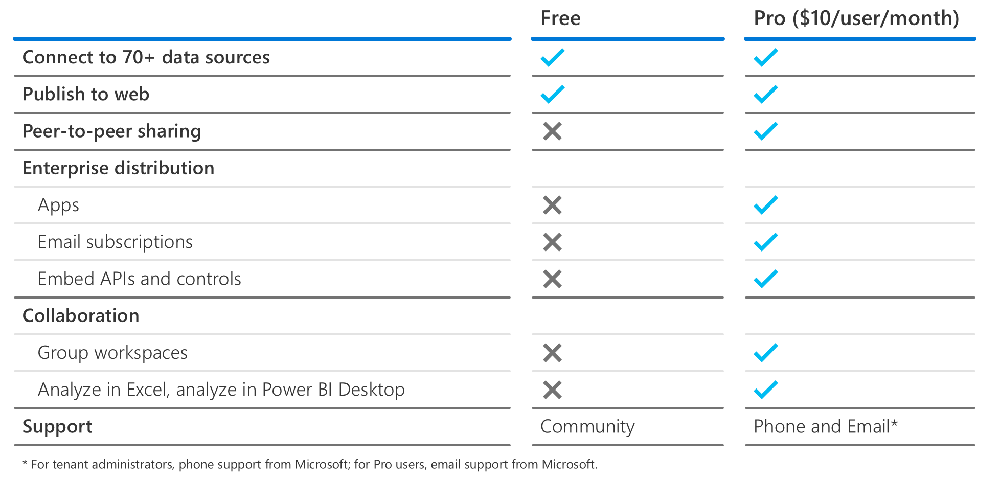 Free Pro ($10/user/month)
Connect to 70+ data sources
Publish to web
Peer-to-peer sharing
Enterprise distribution
Apps
Email subscriptions
Embed APIs and controls
Collaboration
Group workspaces
Analyze in Excel, analyze in Power BI Desktop
Support Community Phone and Email*
* For tenant administrators, phone support from Microsoft; for Pro users, email support from Microsoft.